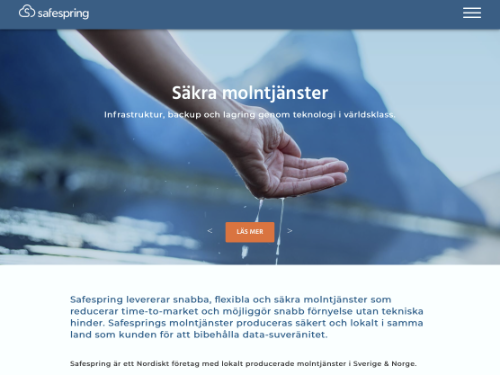 safespring
Säkra molntjänster
Infrastruktur, backup och lagring genom teknologi i världsklass.
< LÄS MER >
Safespring levererar snabba, flexibla och säkra molntjänster som
reducerar time-to-market och möjliggör snabb förnyelse utan tekniska
hinder. Safesprings molntjänster produceras säkert och lokalt i samma
land som kunden för att bibehålla data-suveränitet.
Safespring är ett Nordiskt företag med lokalt producerade molntjänster i Sverige & Norge.